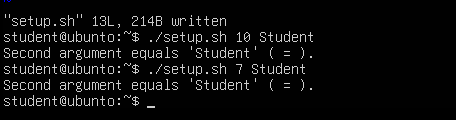 "setup.sh" 13L, 214B written
student@ubunto:~$ ./setup.sh 10 Student
Second argument equals 'Student' ( = ).
student@ubunto:~$ ./setup.sh 7 Student
Second argument equals 'Student' ( = ).
student@ubunto:~$ _